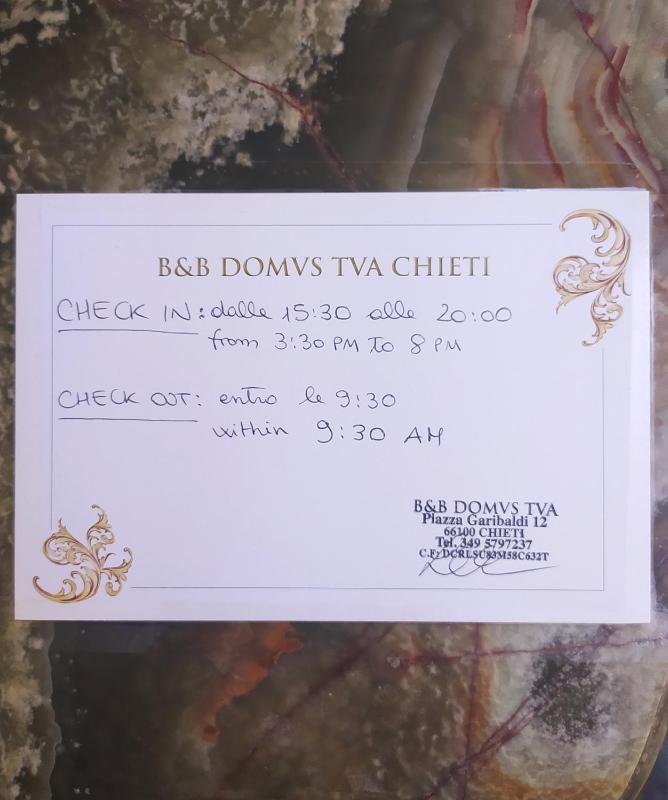 B&B DOMVS TVA CHIETI
CHECK IN: dalle 15:30 alle 20:00
from 3:30 PM TO 8 PM
CHECK OUT: entro le 9:30
within 9:30 AM
B&B DOMVS TVA
Piazza Garibaldi 12
66100 CHIETI
Tel. 349 5797237
C.F: DCRLSU83M58C632T